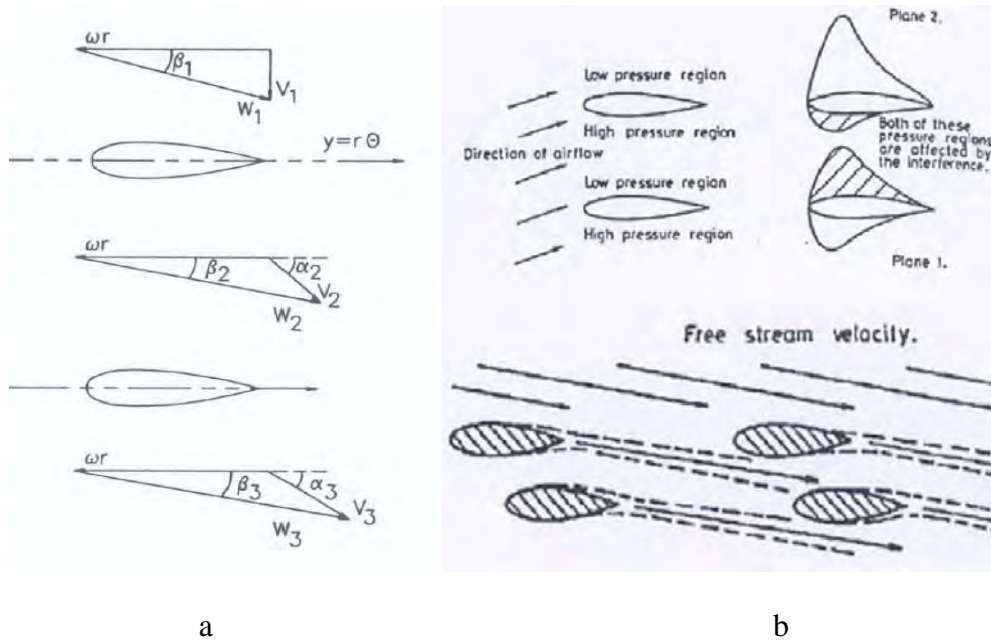 ωr
β₁
V₁
W₁
y=rΘ
ωr
β₂
α₂
V₂
W₂
ωr
β₃
α₃
V₃
W₃
a
Plane 2.
Low pressure region
High pressure region
Both of these
pressure regions
are affected by
the interference.
Direction of airflow
Low pressure region
High pressure region
Plane 1.
Free stream velocity.
b